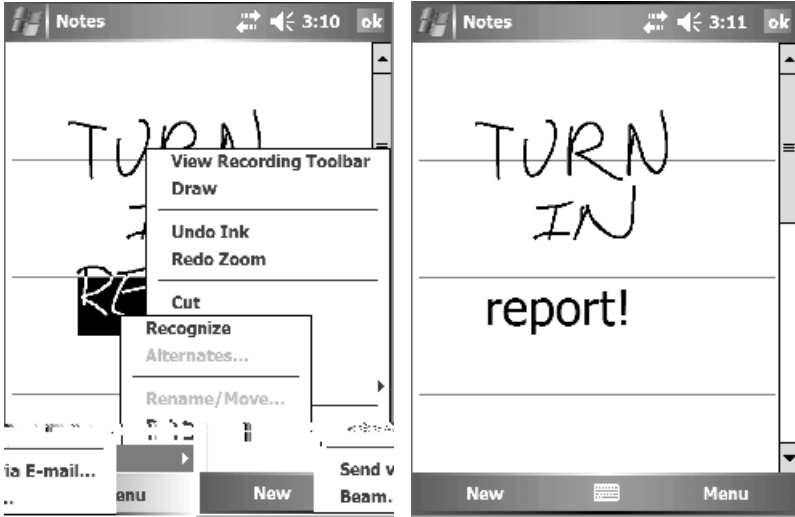 Notes 3:10 ok
TURN
View Recording Toolbar
Draw
Undo Ink
Redo Zoom
Cut
Recognize
Alternates...
Rename/Move...
ia E-mail...
..
enu
New
Send v
Beam.
Notes 3:11 ok
TURN
IN
report!
New Menu